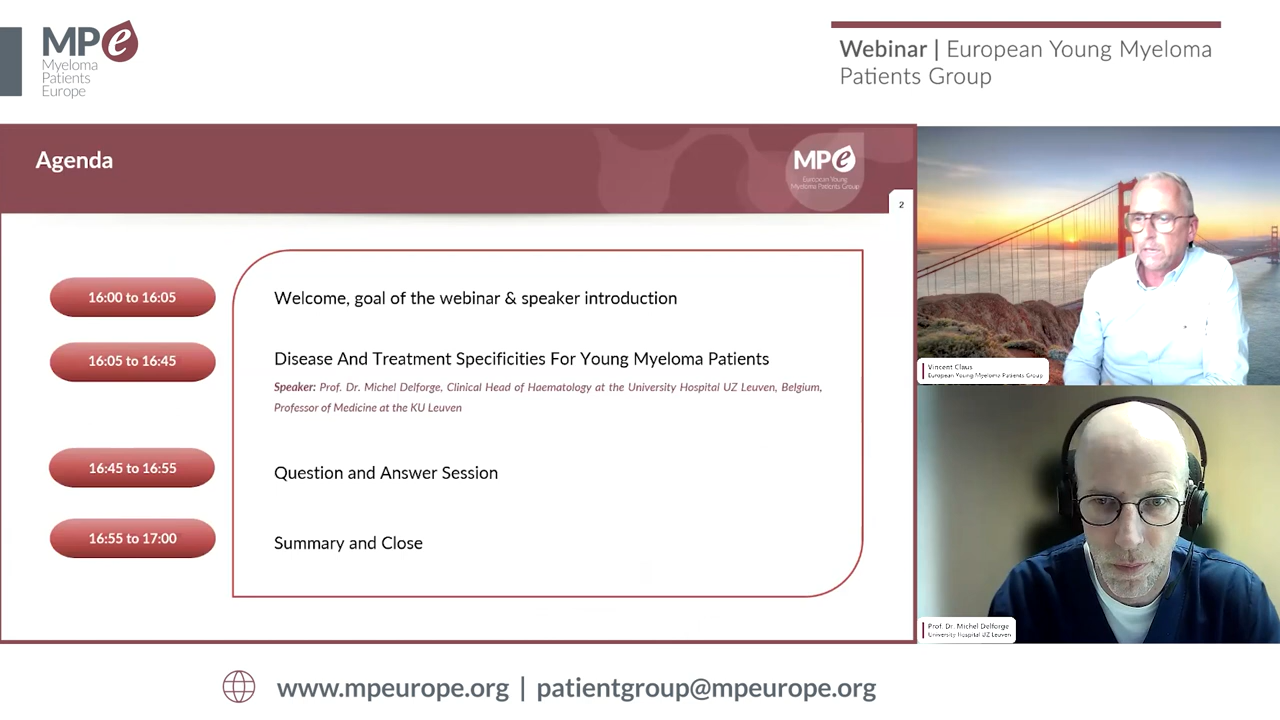 MPe
Myeloma
Patients
Europe
Webinar | European Young Myeloma
Patients Group
Agenda
MPe
European Young
Myeloma Patients Group
2
16:00 to 16:05
Welcome, goal of the webinar & speaker introduction
16:05 to 16:45
Disease And Treatment Specificities For Young Myeloma Patients
Speaker: Prof. Dr. Michel Delforge, Clinical Head of Haematology at the University Hospital UZ Leuven, Belgium,
Professor of Medicine at the KU Leuven
16:45 to 16:55
Question and Answer Session
16:55 to 17:00
Summary and Close
Vincent Claus
European Young Myeloma Patients Group
Prof. Dr. Michel Delforge
University Hospital UZ Leuven
www.mpeurope.org | patientgroup@mpeurope.org